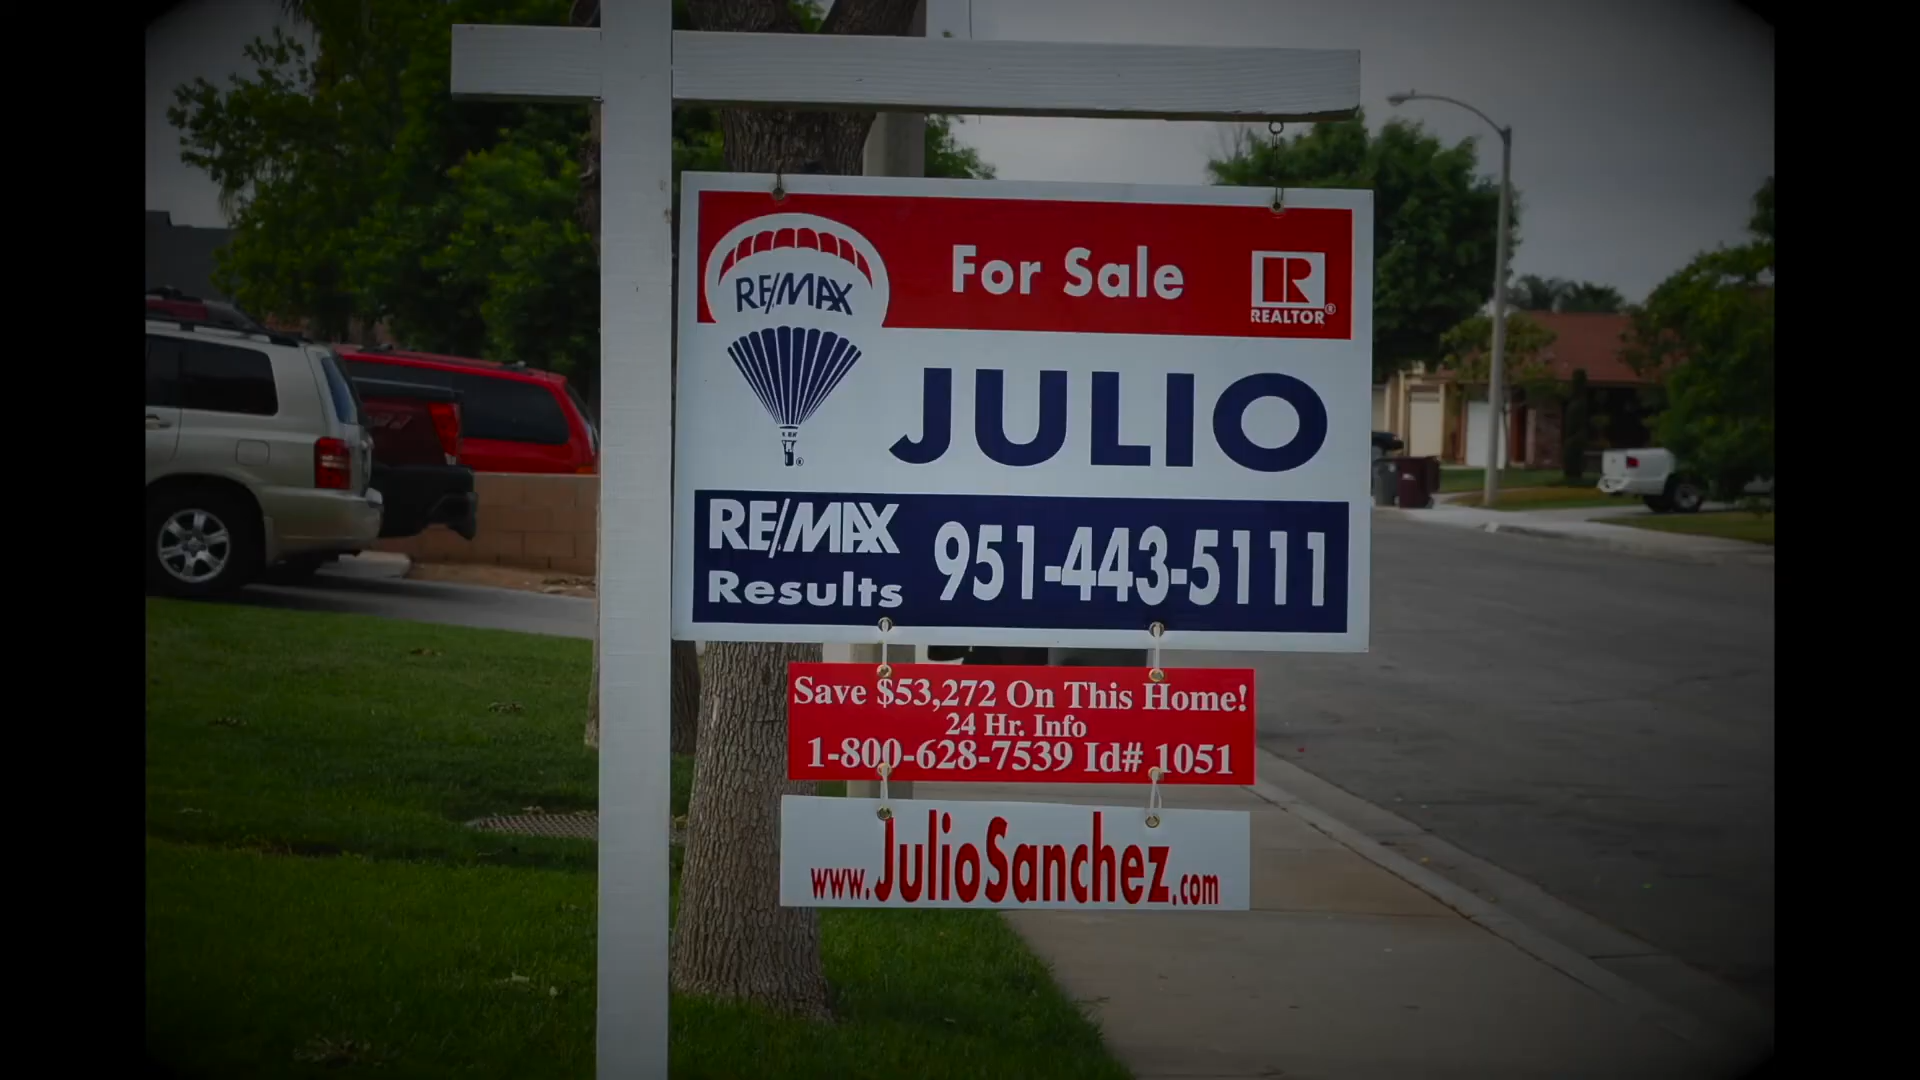 RE/MAX
For Sale
R
REALTOR®
JULIO
RE/MAX
Results
951-443-5111
Save $53,272 On This Home!
24 Hr. Info
1-800-628-7539 Id# 1051
www.JulioSanchez.com